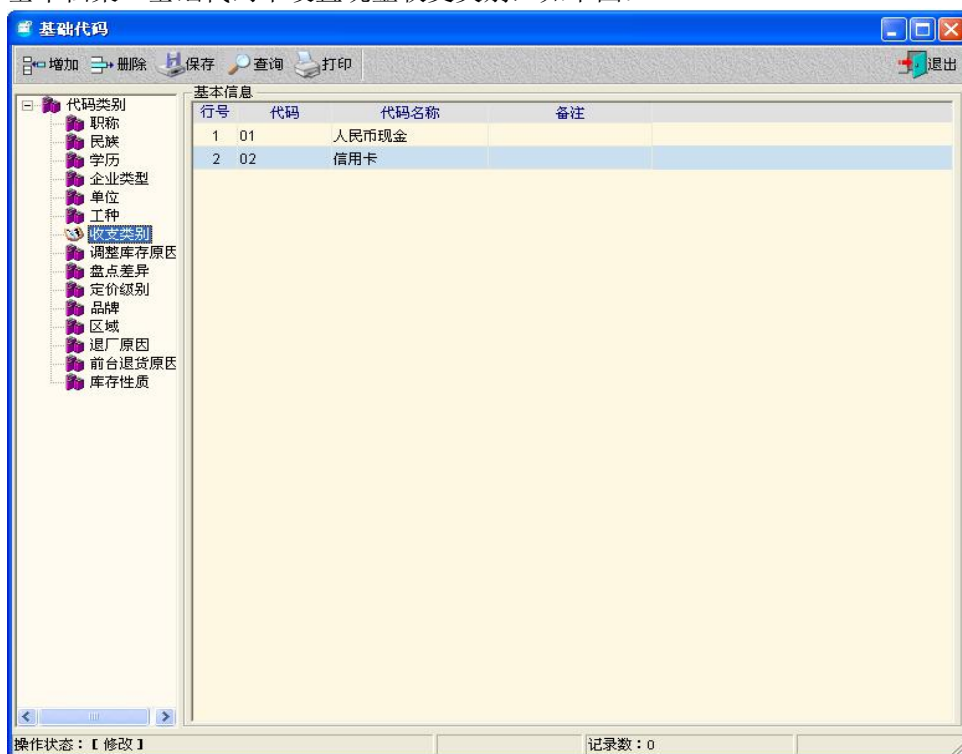 基础代码
增加 删除 保存 查询 打印 退出
代码类别
职称
民族
学历
企业类型
单位
工种
收支类别
调整库存原因
盘点差异
定价级别
品牌
区域
退厂原因
前台退货原因
库存性质
基本信息
行号 代码 代码名称 备注
1 01 人民币现金
2 02 信用卡
操作状态：【修改】 记录数：0